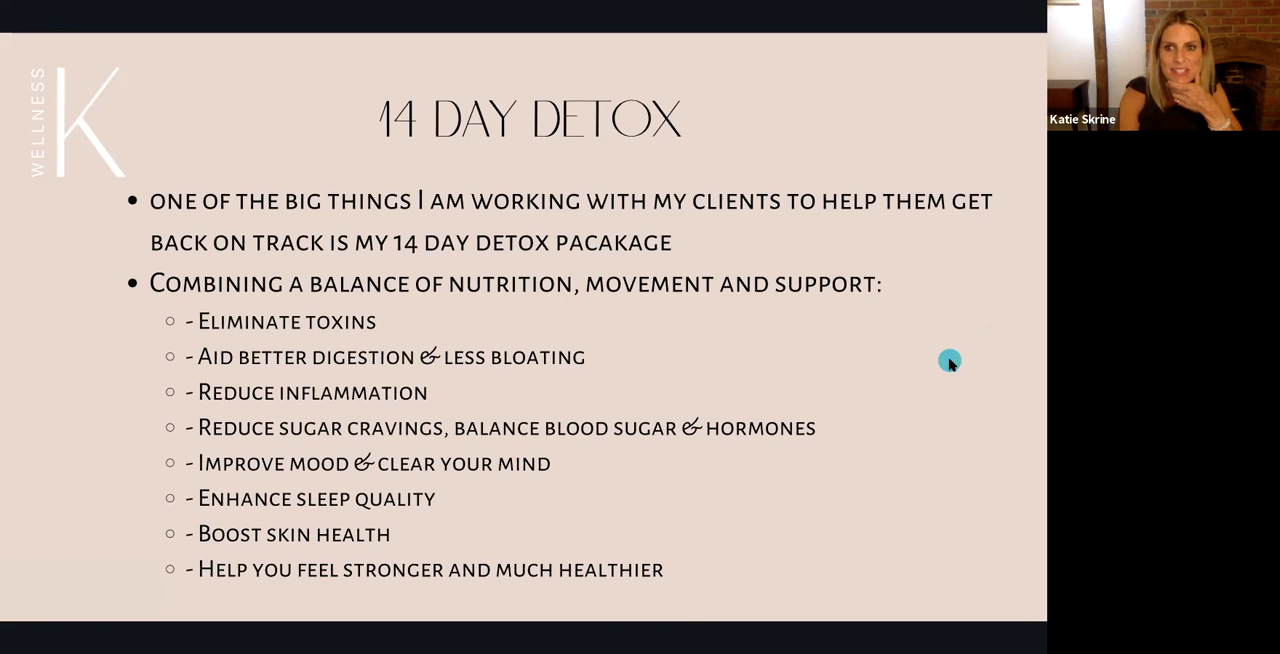 WELLNESS
K
14 DAY DETOX
• ONE OF THE BIG THINGS I AM WORKING WITH MY CLIENTS TO HELP THEM GET
BACK ON TRACK IS MY 14 DAY DETOX PACAKAGE
• COMBINING A BALANCE OF NUTRITION, MOVEMENT AND SUPPORT:
○ - ELIMINATE TOXINS
○ - AID BETTER DIGESTION & LESS BLOATING
○ - REDUCE INFLAMMATION
○ - REDUCE SUGAR CRAVINGS, BALANCE BLOOD SUGAR & HORMONES
○ - IMPROVE MOOD & CLEAR YOUR MIND
○ - ENHANCE SLEEP QUALITY
○ - BOOST SKIN HEALTH
○ - HELP YOU FEEL STRONGER AND MUCH HEALTHIER
Katie Skrine